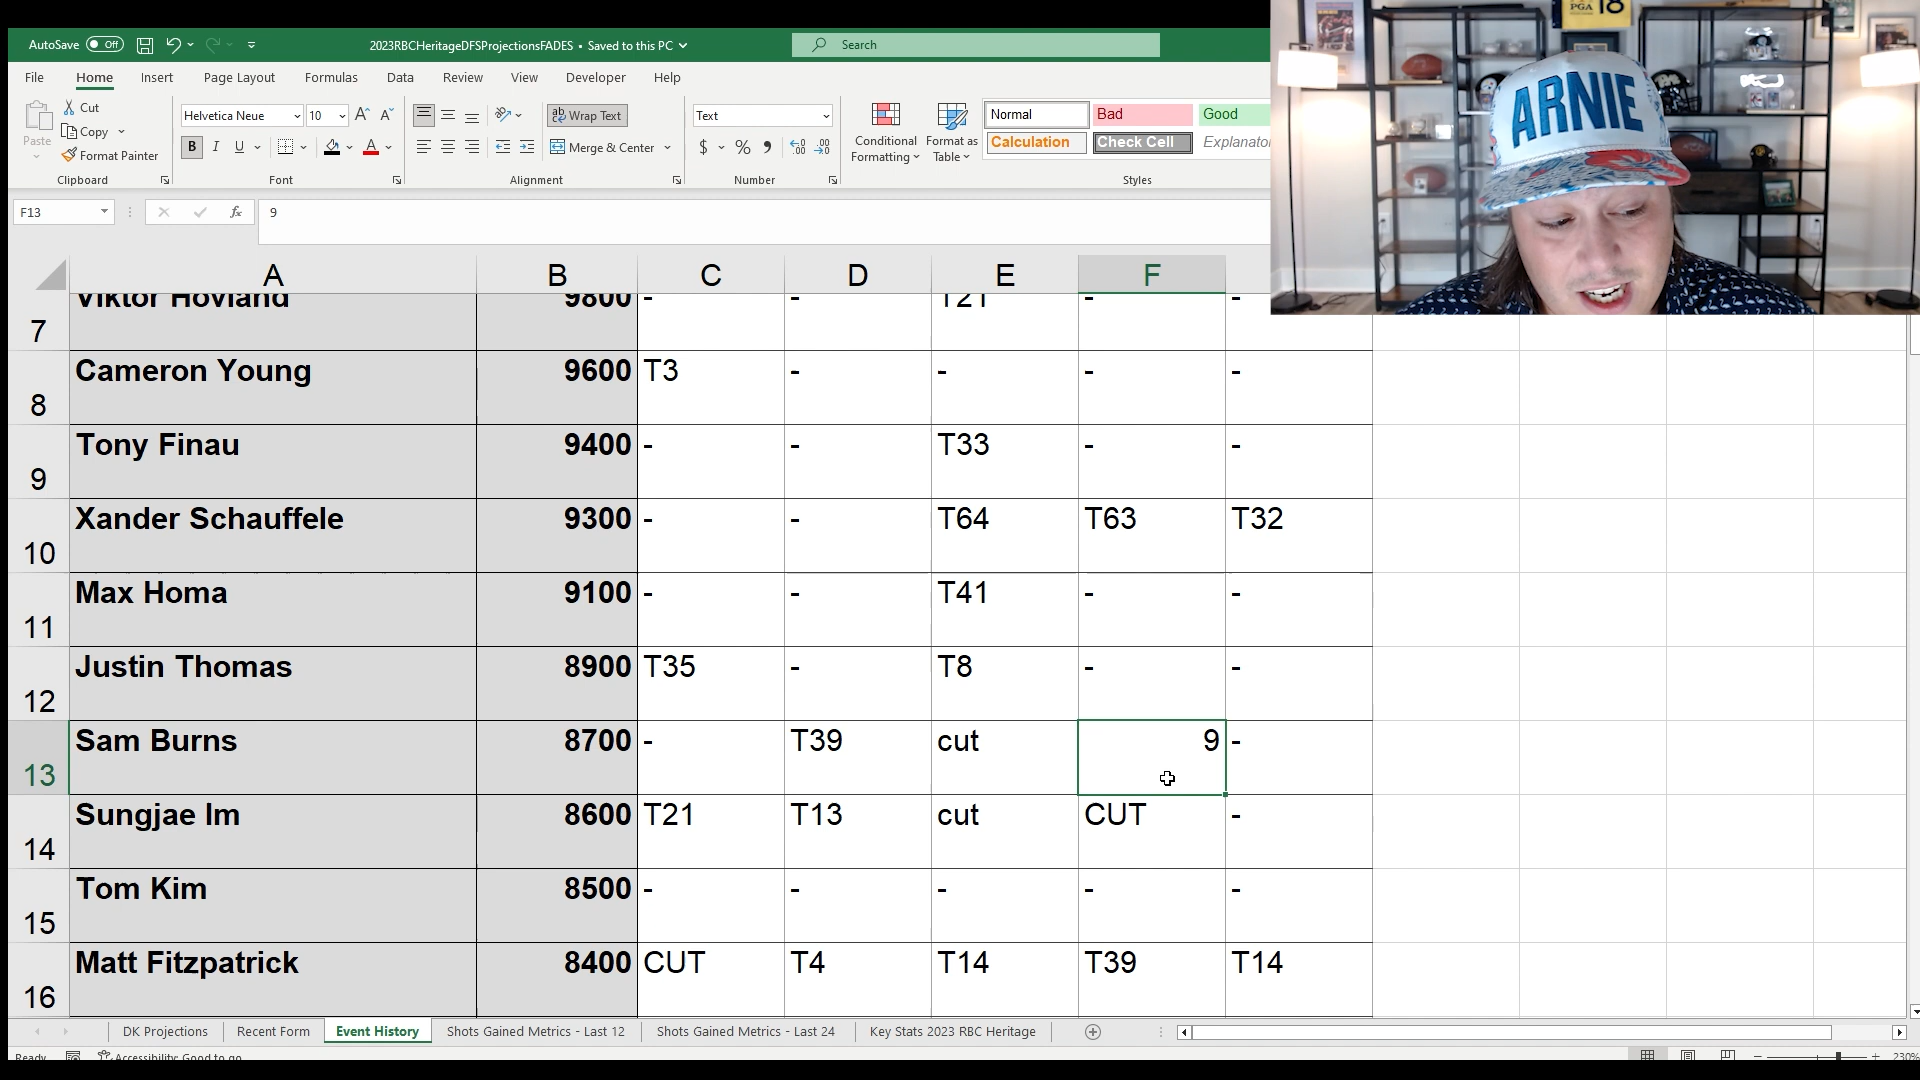 AutoSave Off 2023RBCHeritageDFSProjectionsFADES • Saved to this PC Search
PGA 18
ARNIE
File Home Insert Page Layout Formulas Data Review View Developer Help
Paste Cut Copy Format Painter
Helvetica Neue 10 A A
B I U A
ab Wrap Text
Merge & Center
Text
$ %
Conditional Formatting Format as Table
Normal Bad Good
Calculation Check Cell Explanato
Clipboard Font Alignment Number Styles
F13 fx 9
A B C D E F
7 Viktor Hovland 9800 - - T21 - -
8 Cameron Young 9600 T3 - - - -
9 Tony Finau 9400 - - T33 - -
10 Xander Schauffele 9300 - - T64 T63 T32
11 Max Homa 9100 - - T41 - -
12 Justin Thomas 8900 T35 - T8 - -
13 Sam Burns 8700 - T39 cut 9 -
14 Sungjae Im 8600 T21 T13 cut CUT -
15 Tom Kim 8500 - - - - -
16 Matt Fitzpatrick 8400 CUT T4 T14 T39 T14
DK Projections Recent Form Event History Shots Gained Metrics - Last 12 Shots Gained Metrics - Last 24 Key Stats 2023 RBC Heritage
Ready Accessibility: Good to go 230%